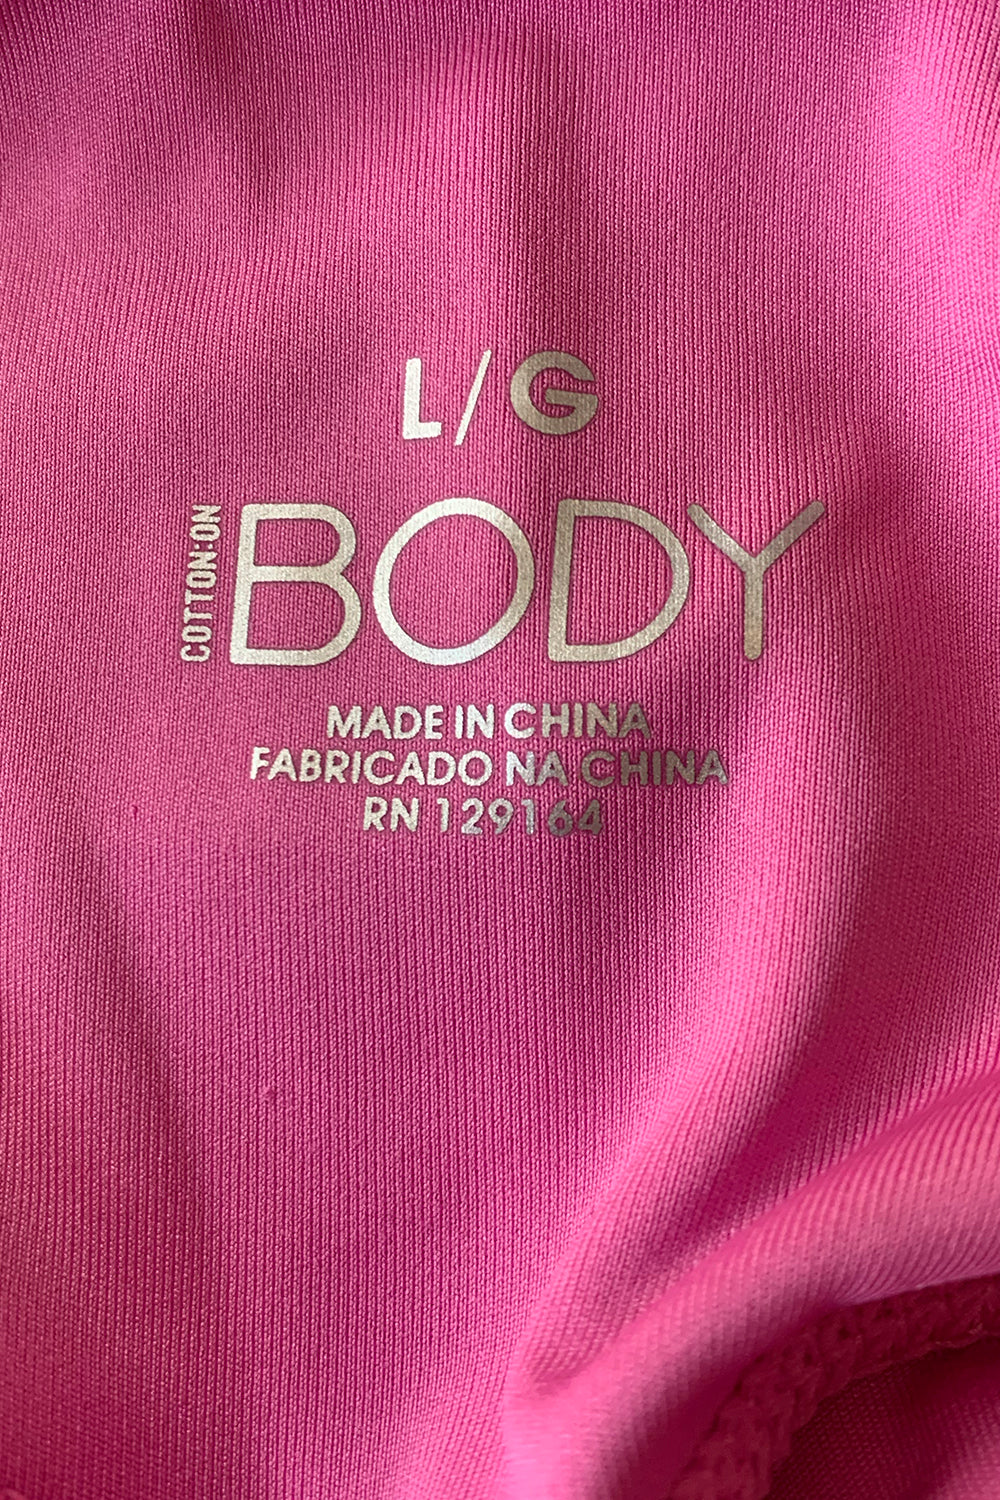 L/G
COTTON:ON
BODY
MADE IN CHINA
FABRICADO NA CHINA
RN 129164